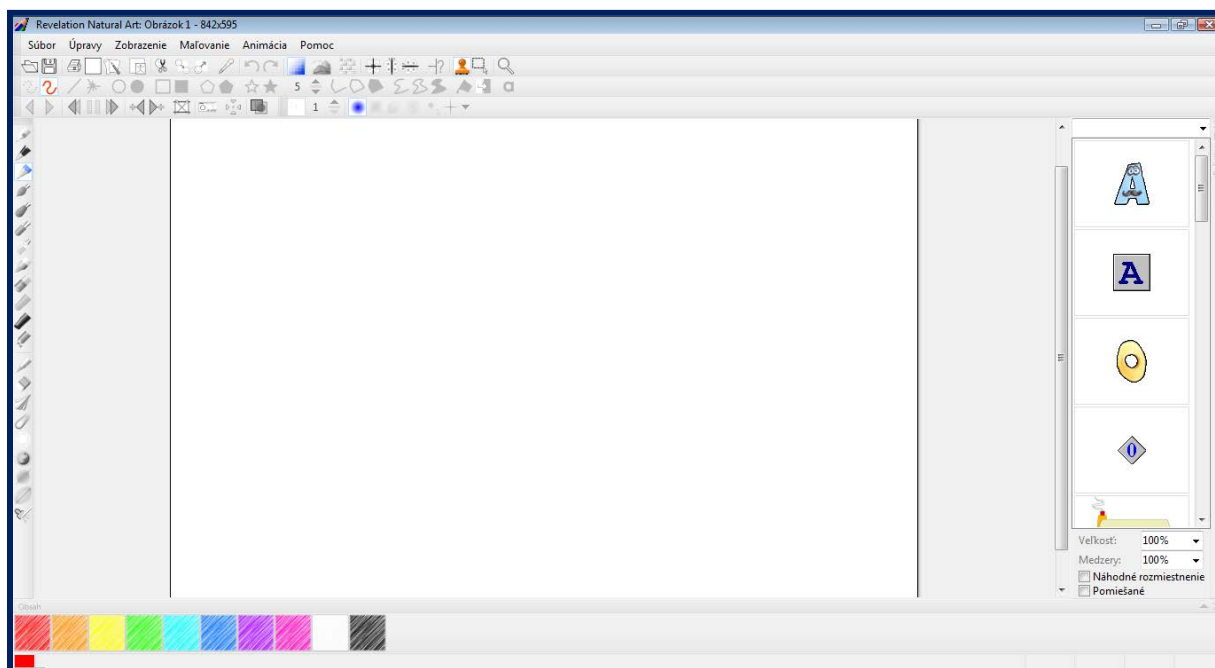 Revelation Natural Art: Obrázok 1 - 842x595
Súbor Úpravy Zobrazenie Maľovanie Animácia Pomoc
5
a
1
A
A
0
Veľkosť: 100%
Medzery: 100%
Náhodné rozmiestnenie
Pomiešané
Obsah